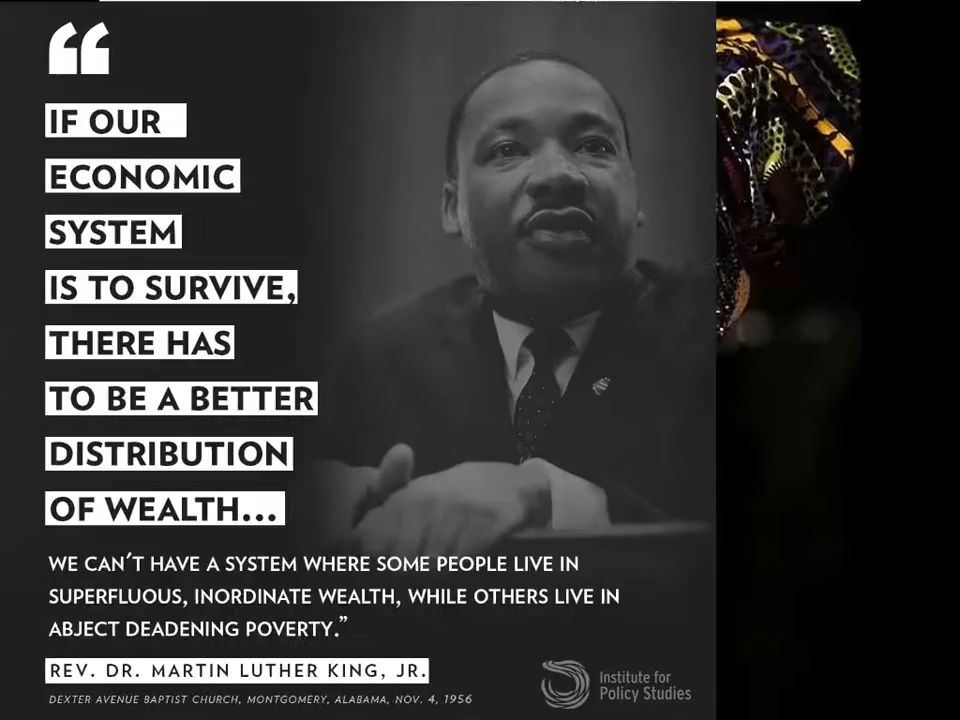 “
IF OUR
ECONOMIC
SYSTEM
IS TO SURVIVE,
THERE HAS
TO BE A BETTER
DISTRIBUTION
OF WEALTH...
WE CAN'T HAVE A SYSTEM WHERE SOME PEOPLE LIVE IN
SUPERFLUOUS, INORDINATE WEALTH, WHILE OTHERS LIVE IN
ABJECT DEADENING POVERTY.”
REV. DR. MARTIN LUTHER KING, JR.
DEXTER AVENUE BAPTIST CHURCH, MONTGOMERY, ALABAMA, NOV. 4, 1956
Institute for
Policy Studies